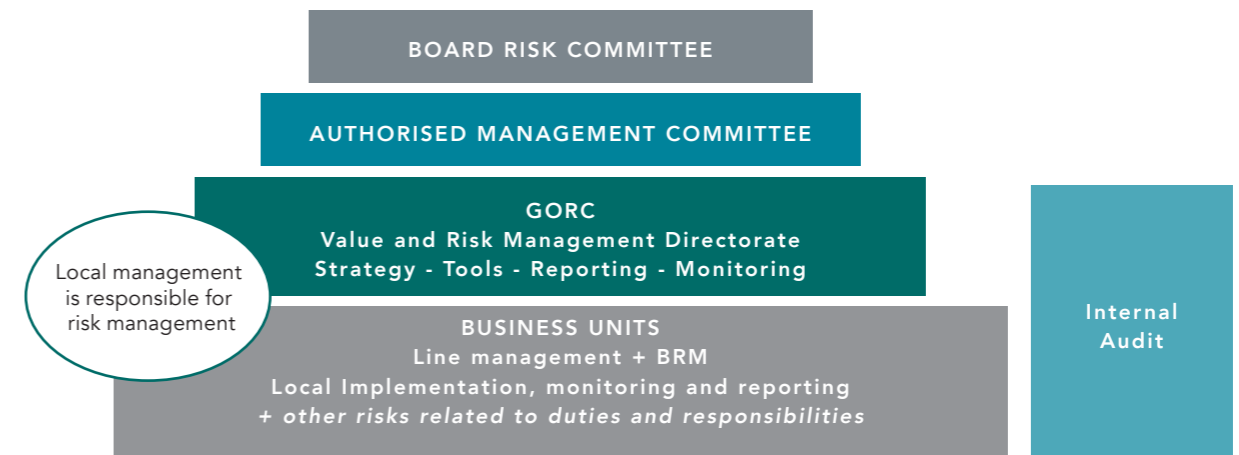 BOARD RISK COMMITTEE
AUTHORISED MANAGEMENT COMMITTEE
GORC
Value and Risk Management Directorate
Strategy - Tools - Reporting - Monitoring
Local management
is responsible for
risk management
BUSINESS UNITS
Line management + BRM
Local Implementation, monitoring and reporting
+ other risks related to duties and responsibilities
Internal
Audit